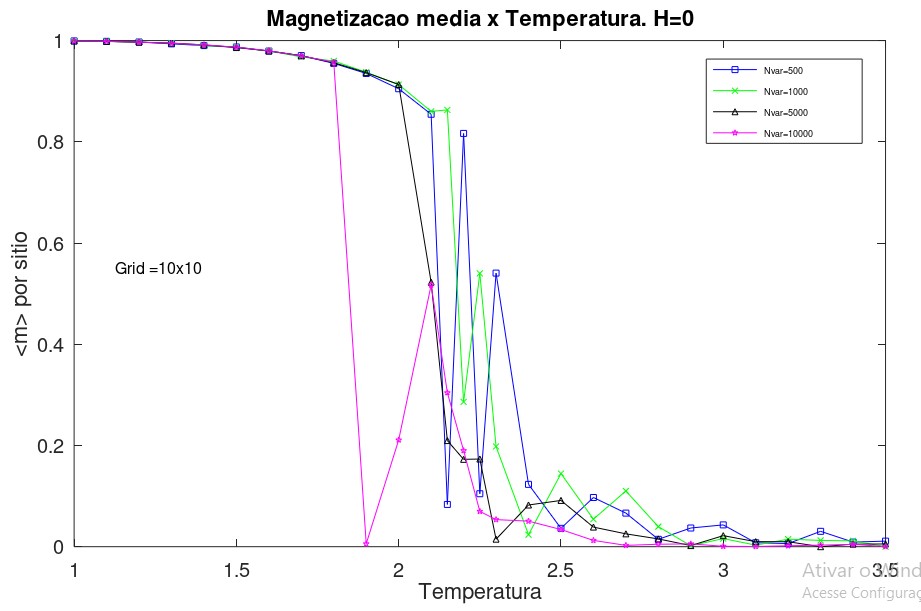 Magnetizacao media x Temperatura. H=0
1
0.8
0.6
0.4
0.2
0
<m> por sitio
Nvar=500
Nvar=1000
Nvar=5000
Nvar=10000
Grid =10x10
1
1.5
2
2.5
3
3.5
Temperatura
Ativar o Wind
Acesse Configuraç